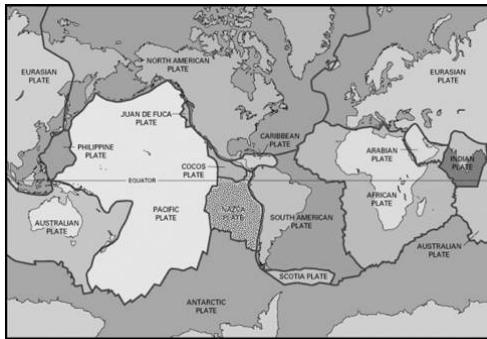 NORTH AMERICAN
PLATE
EURASIAN
PLATE
EURASIAN
PLATE
JUAN DE FUCA
PLATE
CARIBBEAN
PLATE
PHILIPPINE
PLATE
ARABIAN
PLATE
INDIAN
PLATE
COCOS
PLATE
EQUATOR
AFRICAN
PLATE
PACIFIC
PLATE
NAZCA
PLATE
SOUTH AMERICAN
PLATE
AUSTRALIAN
PLATE
AUSTRALIAN
PLATE
SCOTIA PLATE
ANTARCTIC
PLATE